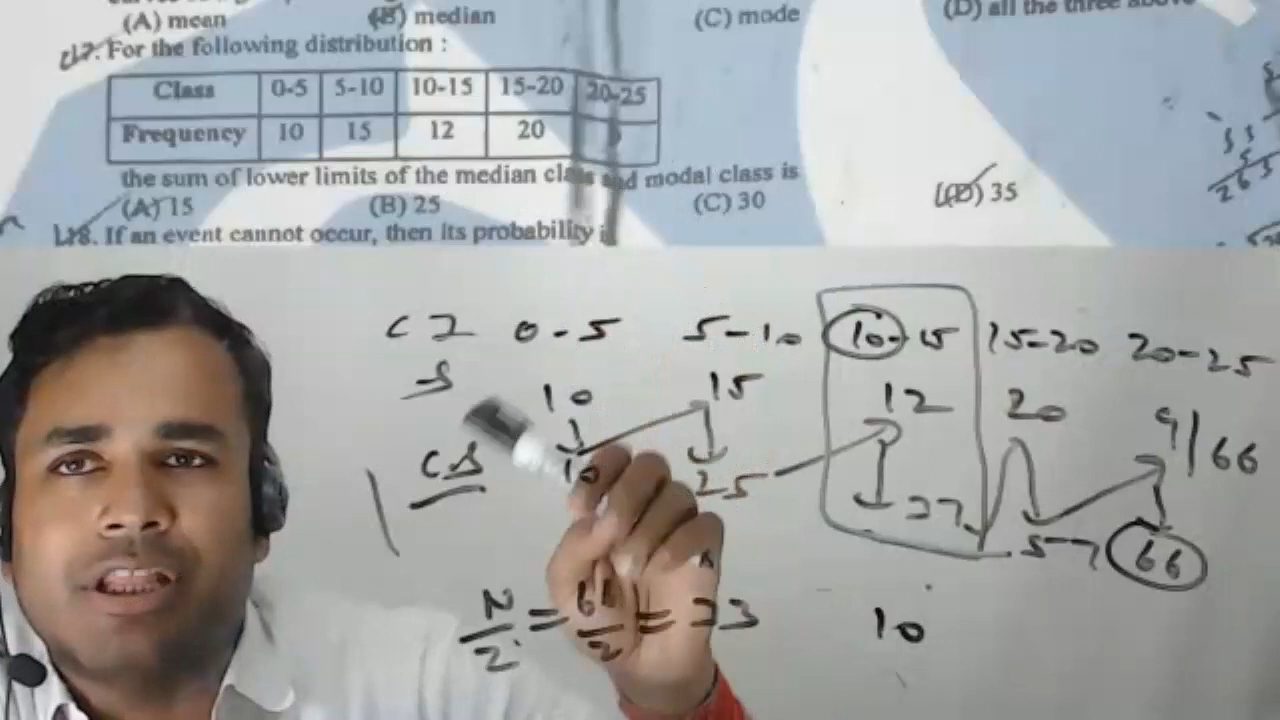 (A) mean (B) median (C) mode (D) all the three above
17. For the following distribution :
Class 0-5 5-10 10-15 15-20 20-25
Frequency 10 15 12 20
the sum of lower limits of the median class and modal class is
(A) 15 (B) 25 (C) 30 (D) 35
18. If an event cannot occur, then its probability
265
CI 0-5 5-10 10-15 15-20 20-25
f 10 15 12 20 9/66
cf 10 25 37 57 66
N/2 = 66/2 = 33 10